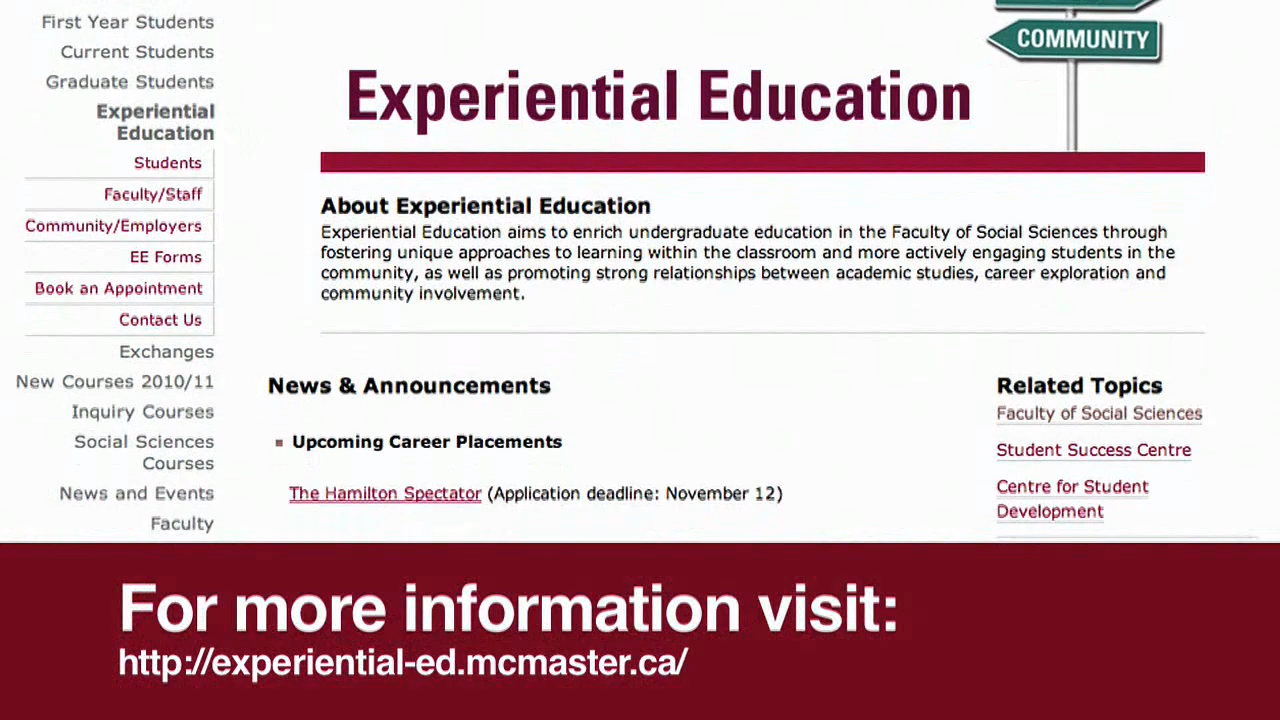 First Year Students
Current Students
Graduate Students
Experiential
Education
Students
Faculty/Staff
Community/Employers
EE Forms
Book an Appointment
Contact Us
Exchanges
New Courses 2010/11
Inquiry Courses
Social Sciences
Courses
News and Events
Faculty
COMMUNITY
Experiential Education
About Experiential Education
Experiential Education aims to enrich undergraduate education in the Faculty of Social Sciences through
fostering unique approaches to learning within the classroom and more actively engaging students in the
community, as well as promoting strong relationships between academic studies, career exploration and
community involvement.
News & Announcements
Upcoming Career Placements
The Hamilton Spectator (Application deadline: November 12)
Related Topics
Faculty of Social Sciences
Student Success Centre
Centre for Student
Development
For more information visit:
http://experiential-ed.mcmaster.ca/